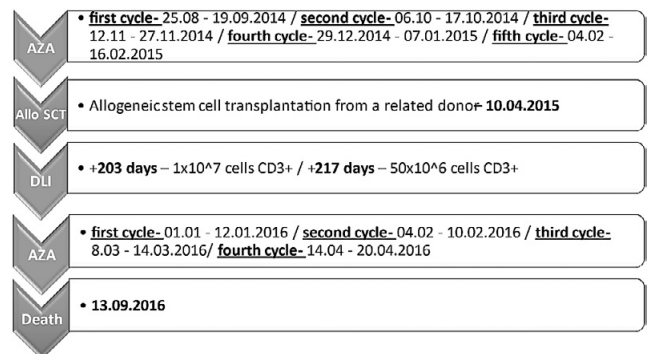 AZA
• first cycle- 25.08 - 19.09.2014 / second cycle- 06.10 - 17.10.2014 / third cycle-
12.11 - 27.11.2014 / fourth cycle- 29.12.2014 - 07.01.2015 / fifth cycle- 04.02 -
16.02.2015
Allo SCT
• Allogeneic stem cell transplantation from a related donor– 10.04.2015
DLI
• +203 days – 1x10^7 cells CD3+ / +217 days – 50x10^6 cells CD3+
AZA
• first cycle- 01.01 - 12.01.2016 / second cycle- 04.02 - 10.02.2016 / third cycle-
8.03 - 14.03.2016/ fourth cycle- 14.04 - 20.04.2016
Death
• 13.09.2016